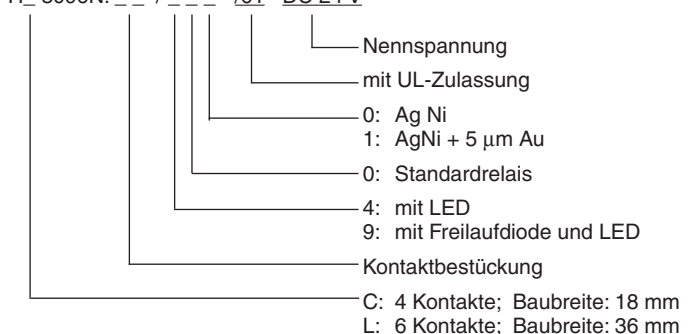 Nennspannung
mit UL-Zulassung
0: Ag Ni
1: AgNi + 5 µm Au
0: Standardrelais
4: mit LED
9: mit Freilaufdiode und LED
Kontaktbestückung
C: 4 Kontakte; Baubreite: 18 mm
L: 6 Kontakte; Baubreite: 36 mm